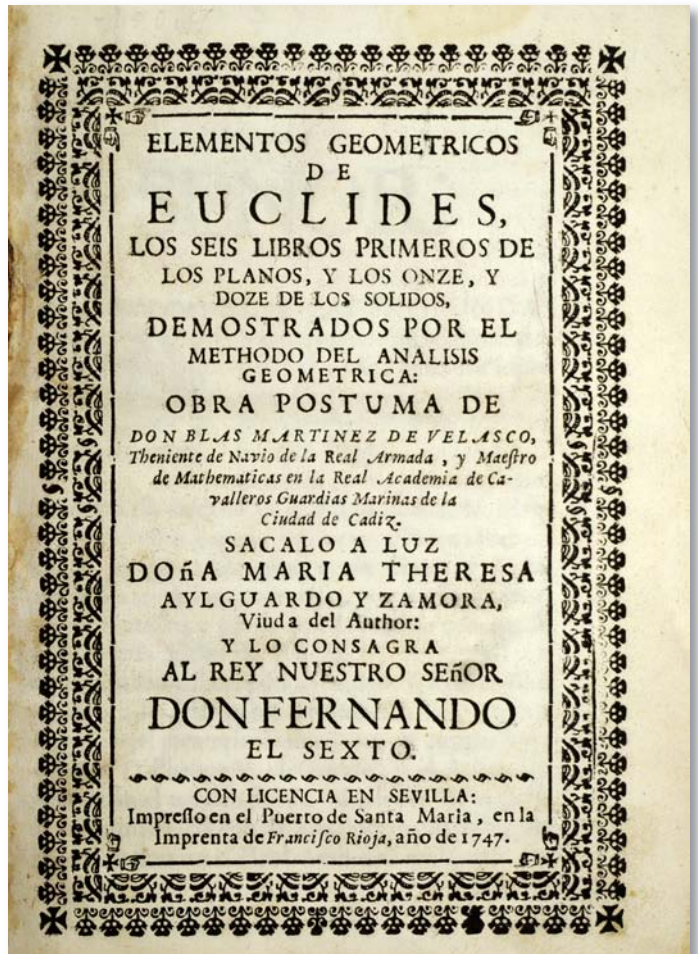 ELEMENTOS GEOMETRICOS
DE
EUCLIDES,
LOS SEIS LIBROS PRIMEROS DE
LOS PLANOS, Y LOS ONZE, Y
DOZE DE LOS SOLIDOS,
DEMOSTRADOS POR EL
METHODO DEL ANALISIS
GEOMETRICA:
OBRA POSTUMA DE
DON BLAS MARTINEZ DE VELASCO,
Theniente de Navio de la Real Armada, y Maeſtro
de Mathematicas en la Real Academia de Ca-
valleros Guardias Marinas de la
Ciudad de Cadiz.
SACALO A LUZ
DOñA MARIA THERESA
AYLGUARDO Y ZAMORA,
Viuda del Author:
Y LO CONSAGRA
AL REY NUESTRO SEñOR
DON FERNANDO
EL SEXTO.
CON LICENCIA EN SEVILLA:
Impreſſo en el Puerto de Santa Maria, en la
Imprenta de Franciſco Rioja, año de 1747.